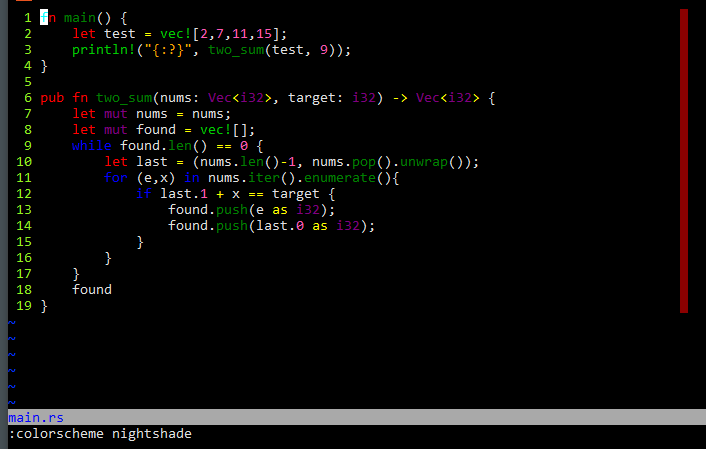 1 fn main() {
2     let test = vec![2,7,11,15];
3     println!("{:?}", two_sum(test, 9));
4 }
5
6 pub fn two_sum(nums: Vec<i32>, target: i32) -> Vec<i32> {
7     let mut nums = nums;
8     let mut found = vec![];
9     while found.len() == 0 {
10         let last = (nums.len()-1, nums.pop().unwrap());
11         for (e,x) in nums.iter().enumerate(){
12             if last.1 + x == target {
13                 found.push(e as i32);
14                 found.push(last.0 as i32);
15             }
16         }
17     }
18     found
19 }
~
~
~
~
~
~
main.rs
:colorscheme nightshade